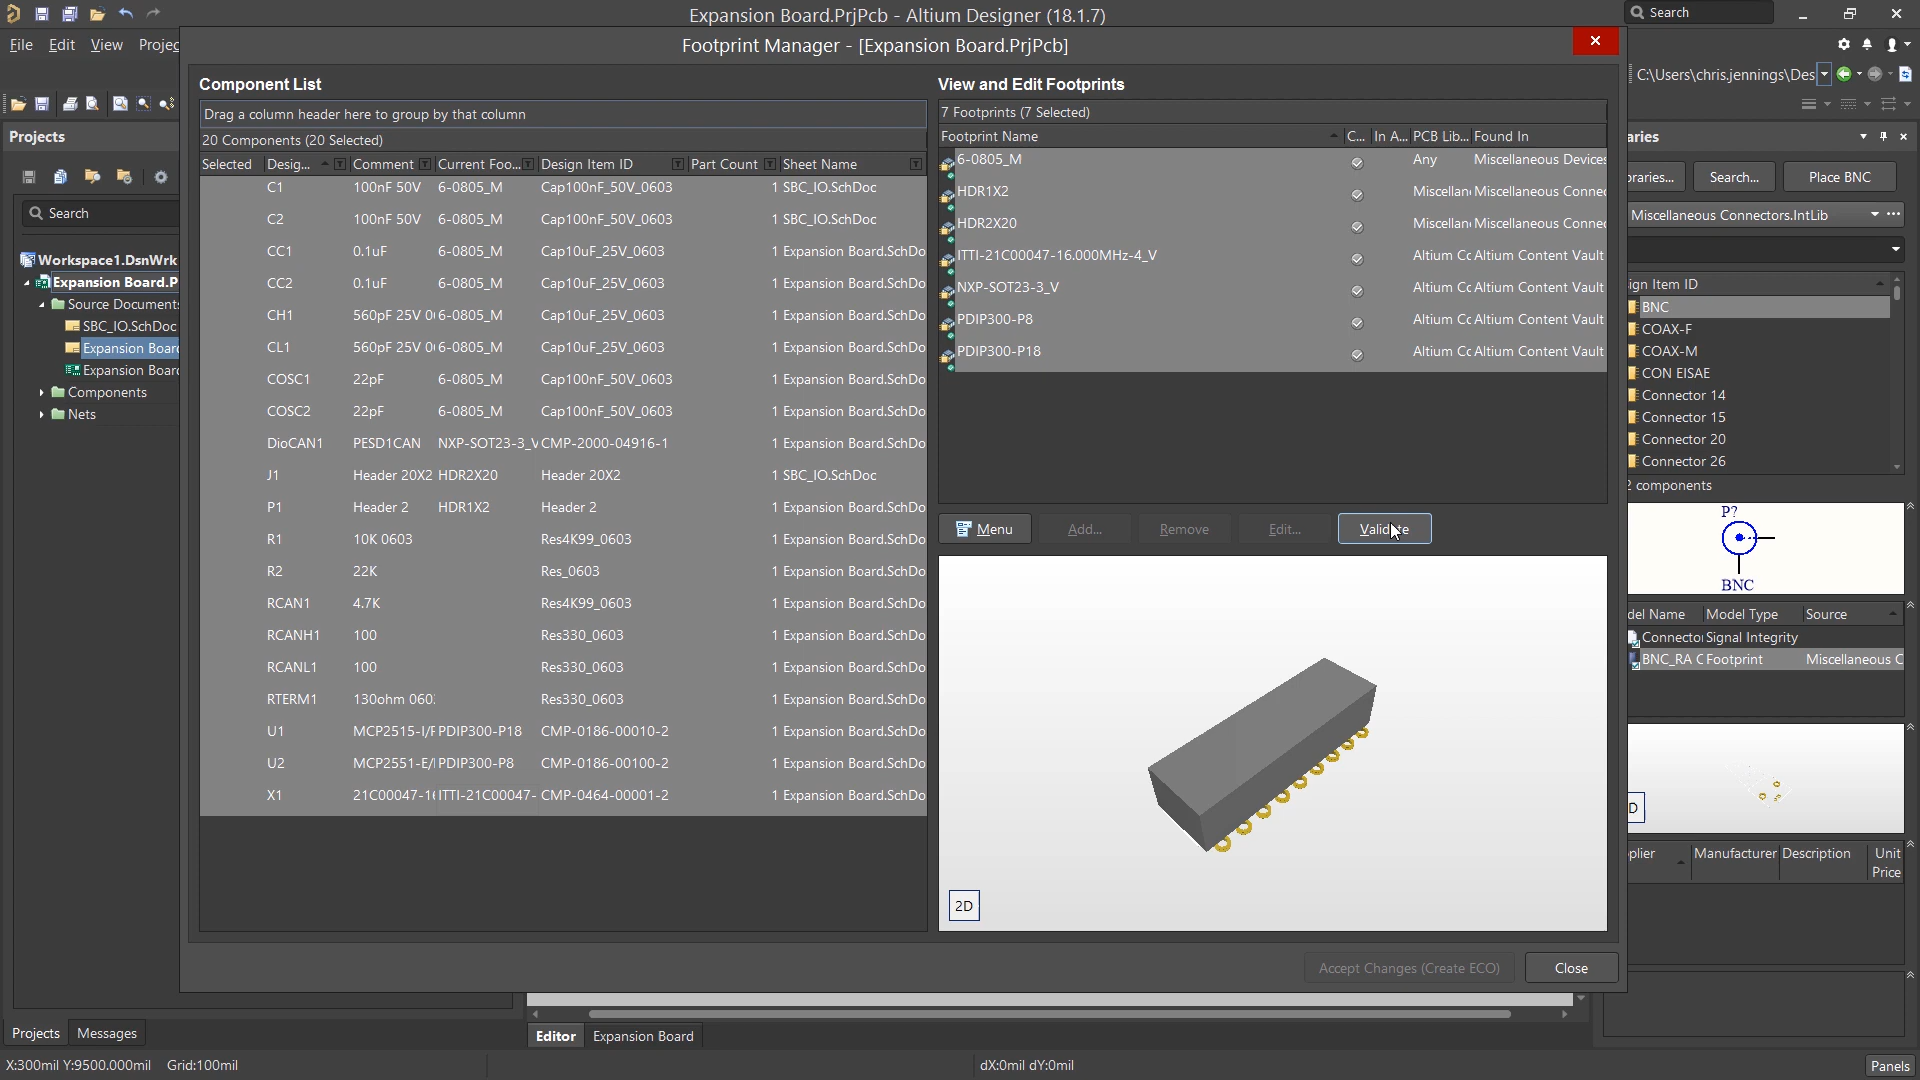 Expansion Board.PrjPcb - Altium Designer (18.1.7)
Search
File Edit View Projec
Footprint Manager - [Expansion Board.PrjPcb]
C:\Users\chris.jennings\Des
Projects
Search
Workspace1.DsnWrk
Expansion Board.P
Source Document
SBC_IO.SchDoc
Expansion Board
Expansion Board
Components
Nets
Component List
Drag a column header here to group by that column
20 Components (20 Selected)
Selected Desig... Comment Current Foo... Design Item ID Part Count Sheet Name
C1 100nF 50V 6-0805_M Cap100nF_50V_0603 1 SBC_IO.SchDoc
C2 100nF 50V 6-0805_M Cap100nF_50V_0603 1 SBC_IO.SchDoc
CC1 0.1uF 6-0805_M Cap10uF_25V_0603 1 Expansion Board.SchDo
CC2 0.1uF 6-0805_M Cap10uF_25V_0603 1 Expansion Board.SchDo
CH1 560pF 25V 0 6-0805_M Cap10uF_25V_0603 1 Expansion Board.SchDo
CL1 560pF 25V 0 6-0805_M Cap10uF_25V_0603 1 Expansion Board.SchDo
COSC1 22pF 6-0805_M Cap100nF_50V_0603 1 Expansion Board.SchDo
COSC2 22pF 6-0805_M Cap100nF_50V_0603 1 Expansion Board.SchDo
DioCAN1 PESD1CAN NXP-SOT23-3_V CMP-2000-04916-1 1 Expansion Board.SchDo
J1 Header 20X2 HDR2X20 Header 20X2 1 SBC_IO.SchDoc
P1 Header 2 HDR1X2 Header 2 1 Expansion Board.SchDo
R1 10K 0603 Res4K99_0603 1 Expansion Board.SchDo
R2 22K Res_0603 1 Expansion Board.SchDo
RCAN1 4.7K Res4K99_0603 1 Expansion Board.SchDo
RCANH1 100 Res330_0603 1 Expansion Board.SchDo
RCANL1 100 Res330_0603 1 Expansion Board.SchDo
RTERM1 130ohm 060 Res330_0603 1 Expansion Board.SchDo
U1 MCP2515-I/F PDIP300-P18 CMP-0186-00010-2 1 Expansion Board.SchDo
U2 MCP2551-E/ PDIP300-P8 CMP-0186-00100-2 1 Expansion Board.SchDo
X1 21C00047-1 ITTI-21C00047- CMP-0464-00001-2 1 Expansion Board.SchDo
View and Edit Footprints
7 Footprints (7 Selected)
Footprint Name C... In A... PCB Lib... Found In
6-0805_M Any Miscellaneous Devices
HDR1X2 Miscellan Miscellaneous Conne
HDR2X20 Miscellan Miscellaneous Conne
ITTI-21C00047-16.000MHz-4_V Altium Cc Altium Content Vault
NXP-SOT23-3_V Altium Cc Altium Content Vault
PDIP300-P8 Altium Cc Altium Content Vault
PDIP300-P18 Altium Cc Altium Content Vault
Menu Add... Remove Edit... Validate
2D
Accept Changes (Create ECO) Close
aries
oraries... Search... Place BNC
Miscellaneous Connectors.IntLib
ign Item ID
BNC
COAX-F
COAX-M
CON EISAE
Connector 14
Connector 15
Connector 20
Connector 26
2 components
P?
BNC
del Name Model Type Source
Connecto Signal Integrity
BNC_RA C Footprint Miscellaneous C
D
plier Manufacturer Description Unit Price
Projects Messages
Editor Expansion Board
X:300mil Y:9500.000mil Grid:100mil
dX:0mil dY:0mil
Panels